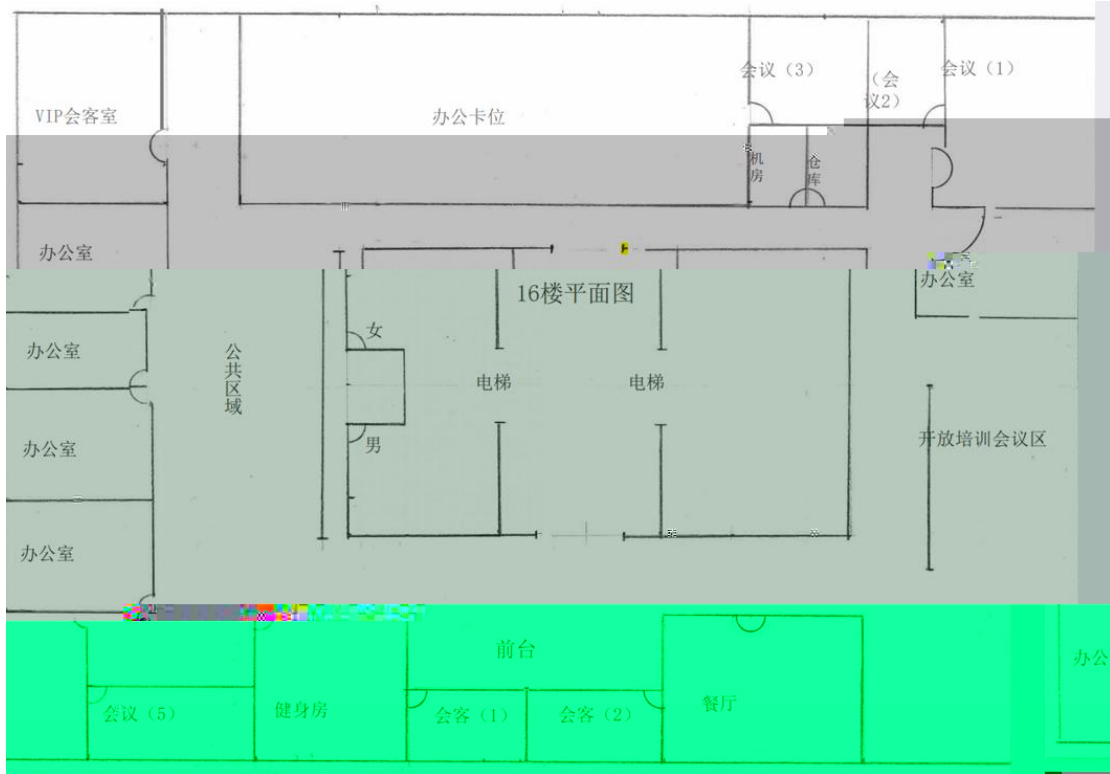 会议（3）
（会
议2）
会议（1）
VIP会客室
办公卡位
机房
仓库
办公室
办公室
16楼平面图
女
办公室
公共区域
电梯
电梯
男
开放培训会议区
办公室
办公室
前台
办公
会议（5）
健身房
会客（1）
会客（2）
餐厅